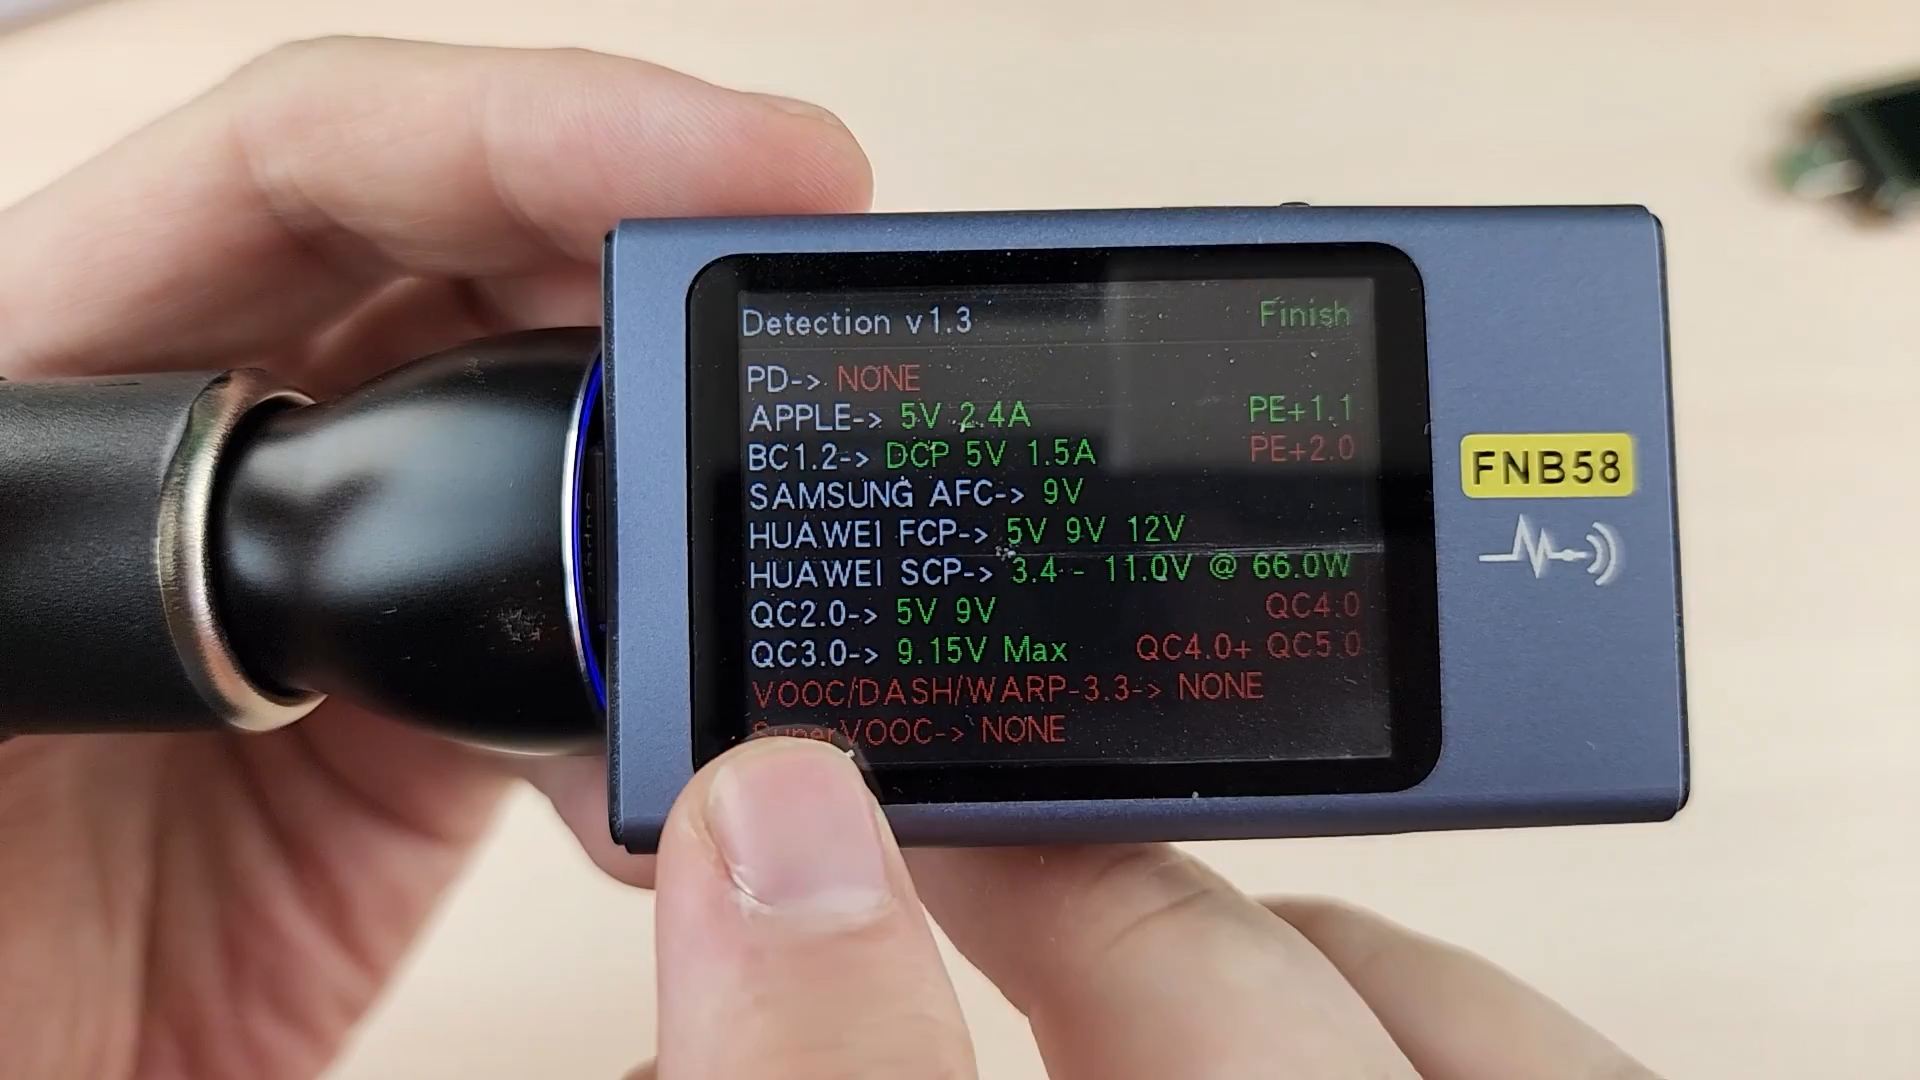 Detection v1.3 Finish
PD-> NONE
APPLE-> 5V 2.4A PE+1.1
BC1.2-> DCP 5V 1.5A PE+2.0
SAMSUNG AFC-> 9V
HUAWEI FCP-> 5V 9V 12V
HUAWEI SCP-> 3.4 - 11.0V @ 66.0W
QC2.0-> 5V 9V QC4.0
QC3.0-> 9.15V Max QC4.0+ QC5.0
VOOC/DASH/WARP-3.3-> NONE
SuperVOOC-> NONE
FNB58